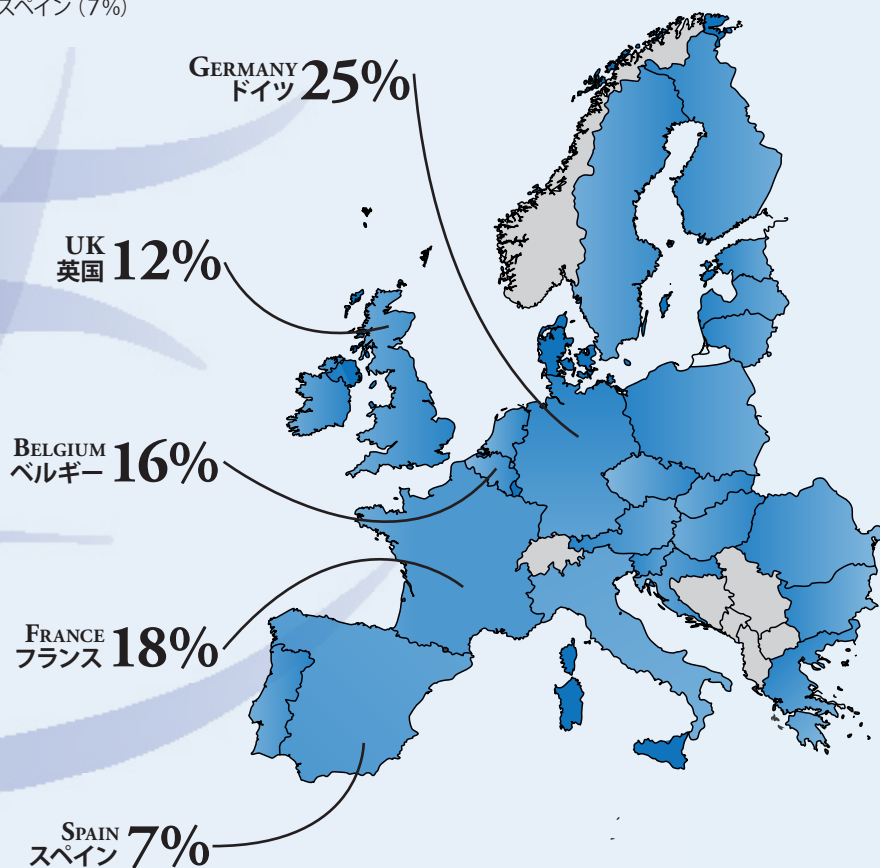 スペイン（7%）
GERMANY
ドイツ 25%
UK
英国 12%
BELGIUM
ベルギー 16%
FRANCE
フランス 18%
SPAIN
スペイン 7%